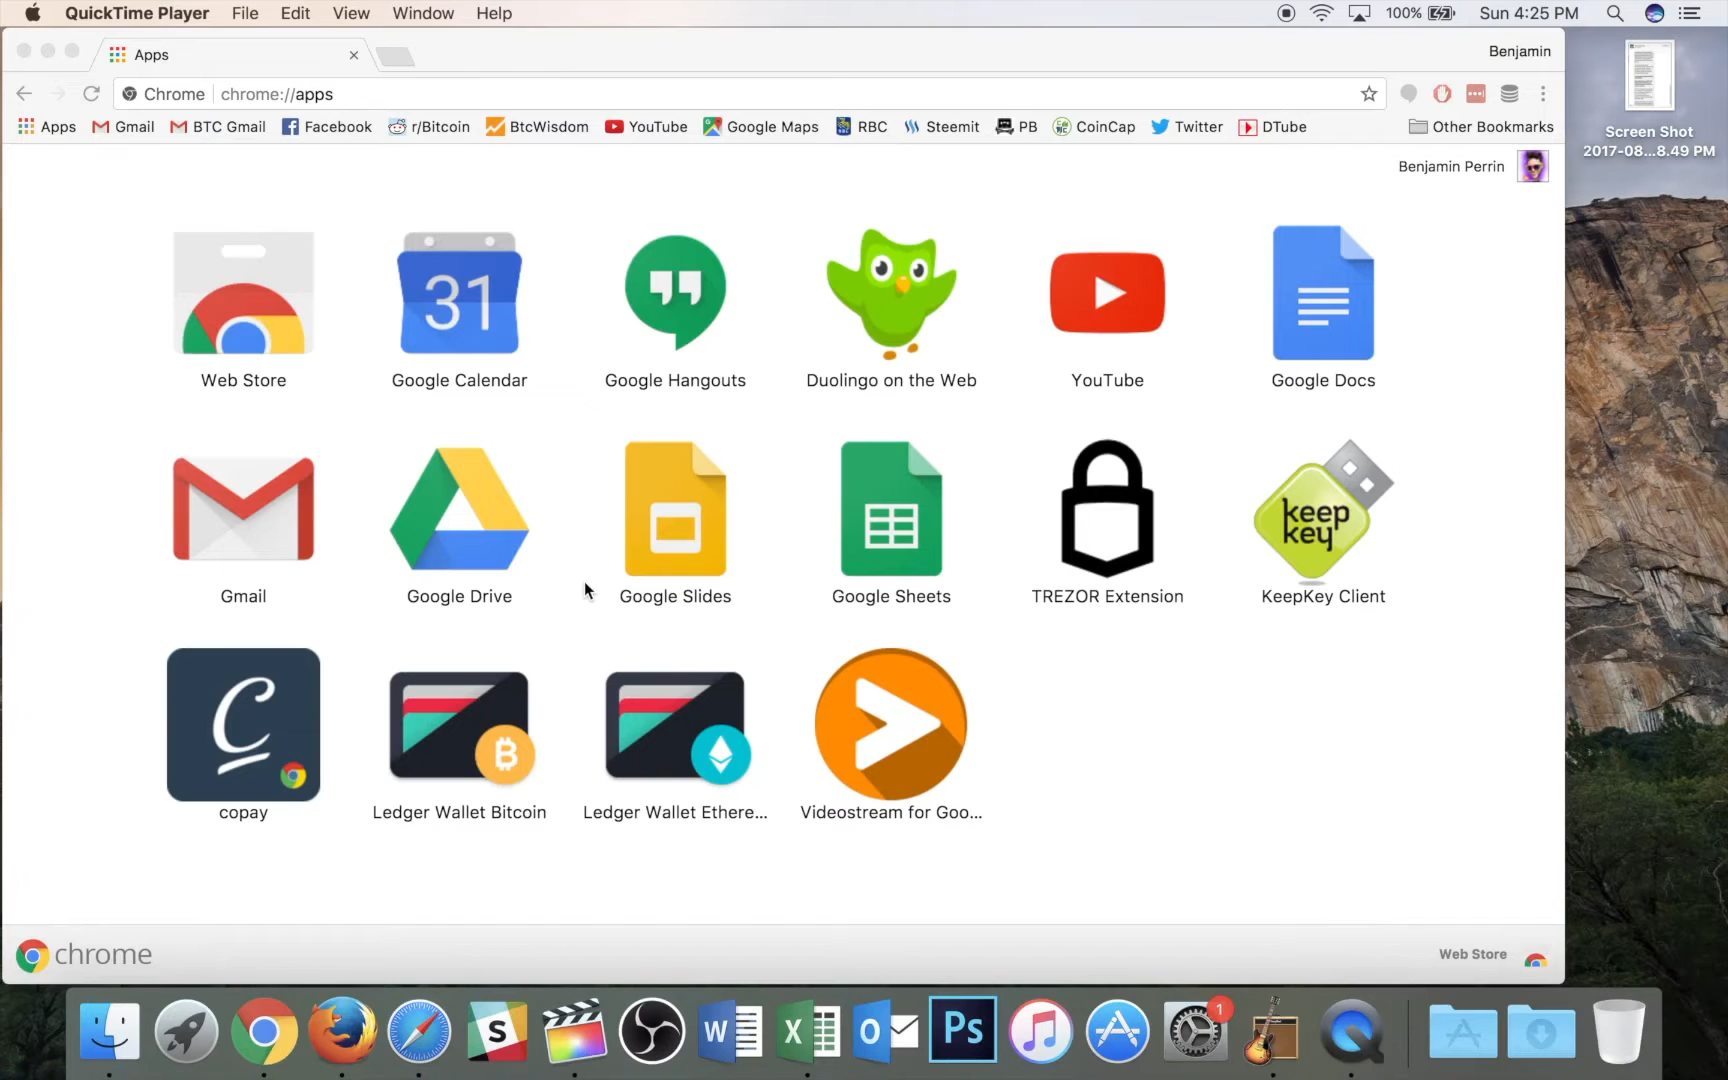 QuickTime Player File Edit View Window Help 100% Sun 4:25 PM
Apps Benjamin
Chrome chrome://apps
Apps Gmail BTC Gmail Facebook r/Bitcoin BtcWisdom YouTube Google Maps RBC Steemit PB CoinCap Twitter DTube Other Bookmarks
Screen Shot
2017-08...8.49 PM
Benjamin Perrin
31
Web Store Google Calendar Google Hangouts Duolingo on the Web YouTube Google Docs
keep
key
Gmail Google Drive Google Slides Google Sheets TREZOR Extension KeepKey Client
C
copay Ledger Wallet Bitcoin Ledger Wallet Ethere... Videostream for Goo...
chrome Web Store
S W X O Ps 1